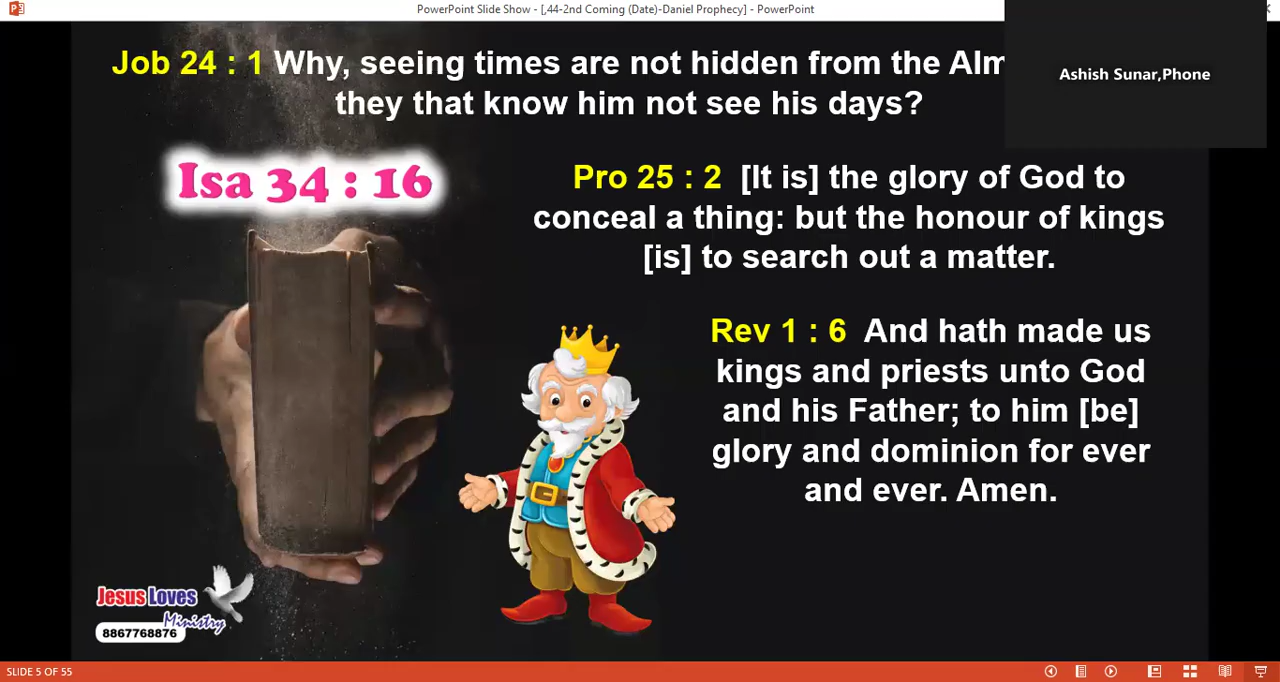 PowerPoint Slide Show - [,44-2nd Coming (Date)-Daniel Prophecy] - PowerPoint
Job 24 : 1 Why, seeing times are not hidden from the Alm
they that know him not see his days?
Ashish Sunar,Phone
Isa 34 : 16
Pro 25 : 2 [It is] the glory of God to
conceal a thing: but the honour of kings
[is] to search out a matter.
Rev 1 : 6 And hath made us
kings and priests unto God
and his Father; to him [be]
glory and dominion for ever
and ever. Amen.
Jesus Loves
Ministry
8867768876
SLIDE 5 OF 55